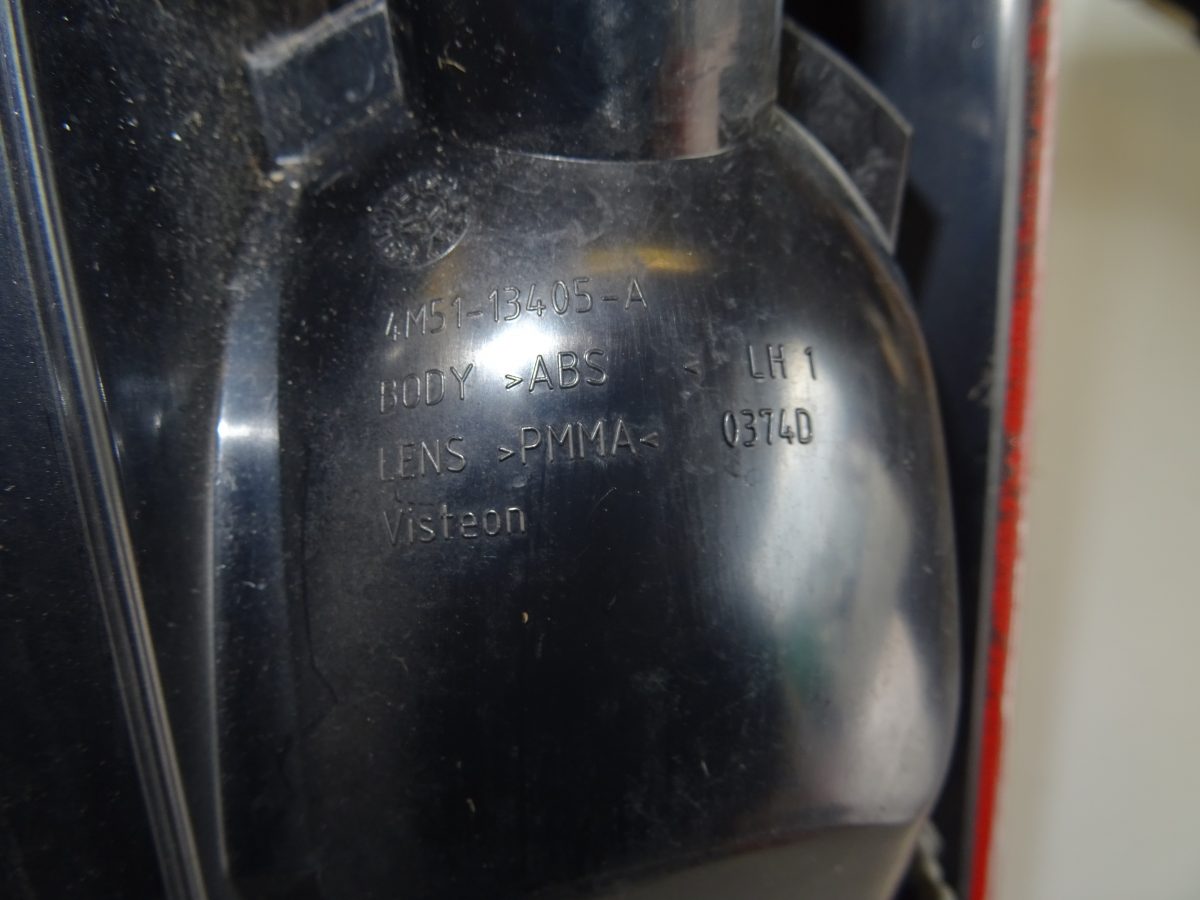 4M51-13405-A
BODY >ABS < LH 1
LENS >PMMA< 0374D
Visteon